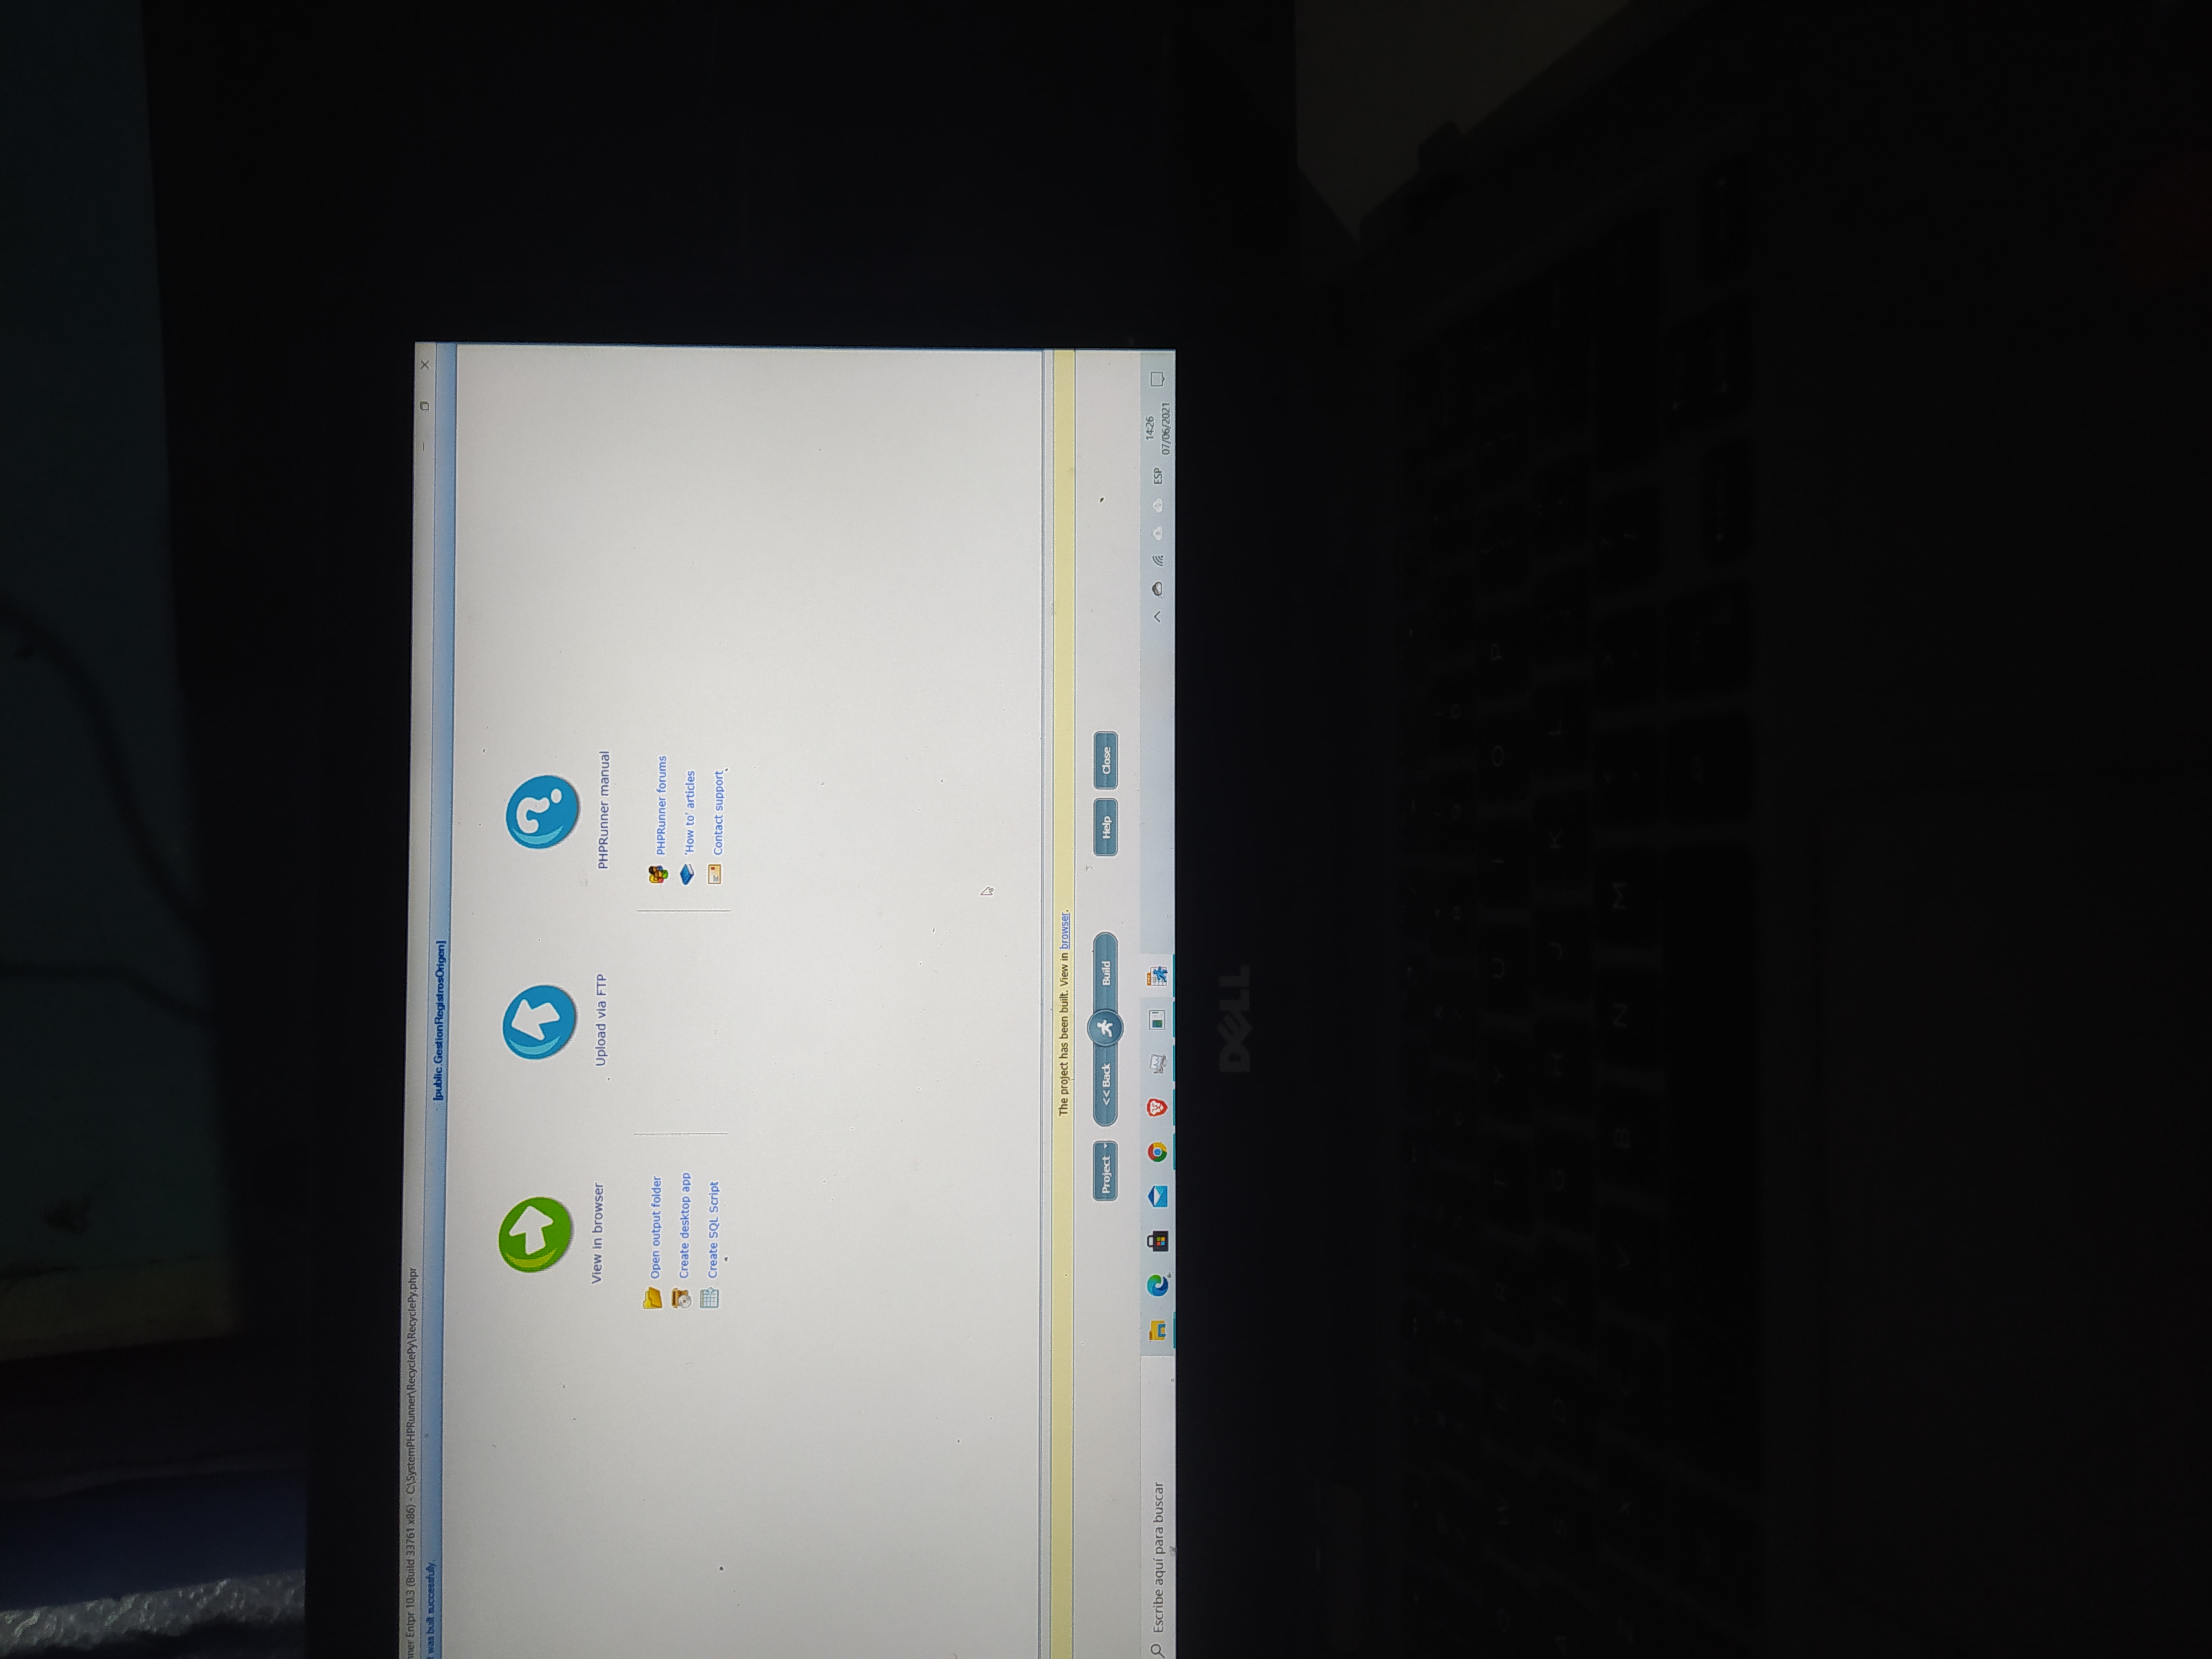 nner Entpr 10.3 (Build 33761 x86) - C:\SystemPHPRunner\RecyclePy\RecyclePy.phpr
t was built successfully.
[public.GestionRegistrosOrigen]
View in browser
Upload via FTP
PHPRunner manual
Open output folder
Create desktop app
Create SQL Script
PHPRunner forums
'How to' articles
Contact support
The project has been built. View in browser.
Project
<< Back
Build
Help
Close
Escribe aquí para buscar
ESP
14:26
07/06/2021
DELL
T Y U I O P
G H J K L
X C V B N M